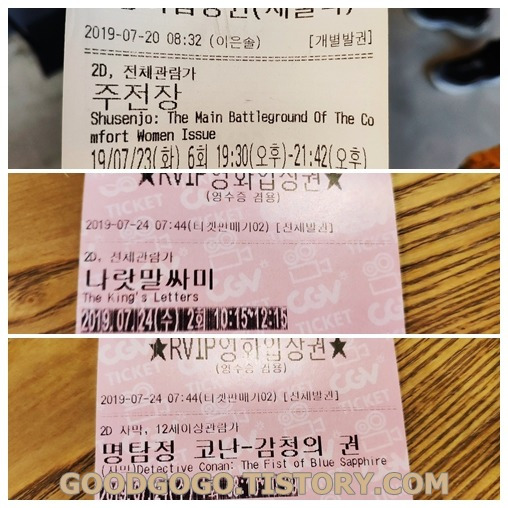 2019-07-20 08:32 (이은솔) [개별발권]
2D, 전체관람가
주전장
Shusenjo: The Main Battleground Of The Co
mfort Women Issue
19/07/23(화) 6회 19:30(오후)-21:42(오후)
★RVIP영화입장권★
(영수증 겸용)
2019-07-24 07:44(티켓판매기02) [전체발권]
2D, 전체관람가
나랏말싸미
The King's Letters
2019.07/24(수) 2회 10:15~12:15
★RVIP영화입장권★
(영수증 겸용)
2019-07-24 07:44(티켓판매기02) [전체발권]
2D 자막, 12세이상관람가
명탐정 코난-감청의 권
(자막)Detective Conan: The Fist of Blue Sapphire
GOODGOGO.TISTORY.COM
CGV
TICKET